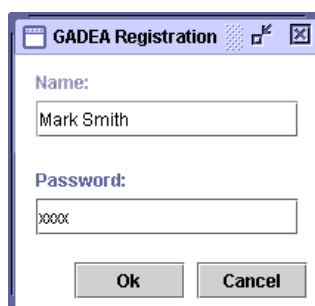 GADEA Registration
Name:
Mark Smith
Password:
xxxx
Ok Cancel